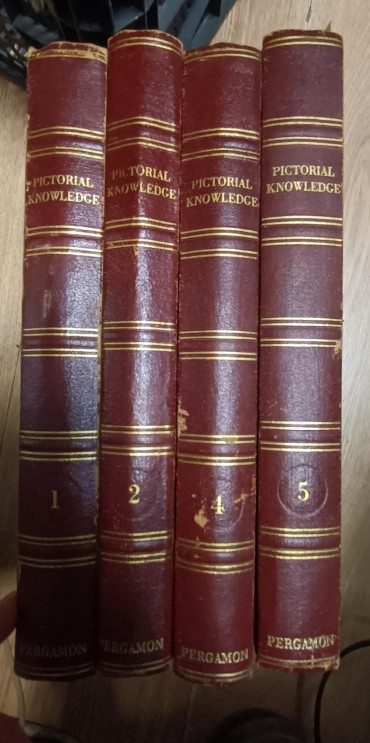 PICTORIAL
KNOWLEDGE
1
PERGAMON
PICTORIAL
KNOWLEDGE
2
PERGAMON
PICTORIAL
KNOWLEDGE
4
PERGAMON
PICTORIAL
KNOWLEDGE
5
PERGAMON